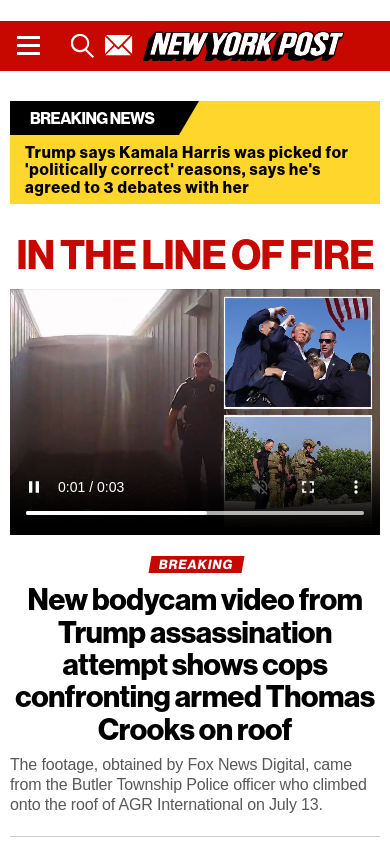 NEW YORK POST
BREAKING NEWS
Trump says Kamala Harris was picked for
'politically correct' reasons, says he's
agreed to 3 debates with her
IN THE LINE OF FIRE
0:01 / 0:03
BREAKING
New bodycam video from
Trump assassination
attempt shows cops
confronting armed Thomas
Crooks on roof
The footage, obtained by Fox News Digital, came
from the Butler Township Police officer who climbed
onto the roof of AGR International on July 13.